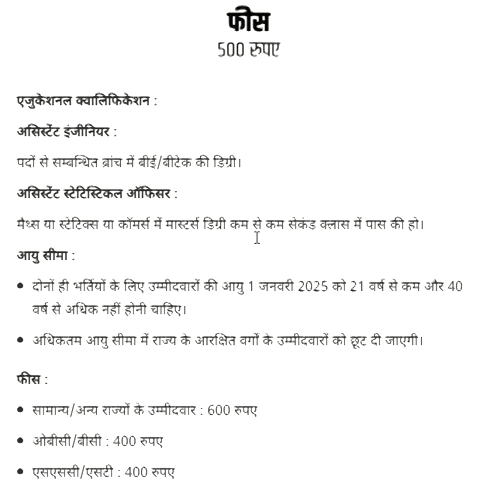 फीस
500 रुपए
एजुकेशनल क्वालिफिकेशन :
असिस्टेंट इंजीनियर :
पदों से सम्बन्धित ब्रांच में बीई/बीटेक की डिग्री।
असिस्टेंट स्टेटिस्टिकल ऑफिसर :
मैथ्स या स्टेटिक्स या कॉमर्स में मास्टर्स डिग्री कम से कम सेकंड क्लास में पास की हो।
आयु सीमा :
• दोनों ही भर्तियों के लिए उम्मीदवारों की आयु 1 जनवरी 2025 को 21 वर्ष से कम और 40
वर्ष से अधिक नहीं होनी चाहिए।
• अधिकतम आयु सीमा में राज्य के आरक्षित वर्गों के उम्मीदवारों को छूट दी जाएगी।
फीस :
• सामान्य/अन्य राज्यों के उम्मीदवार : 600 रुपए
• ओबीसी/बीसी : 400 रुपए
• एसएससी/एसटी : 400 रुपए